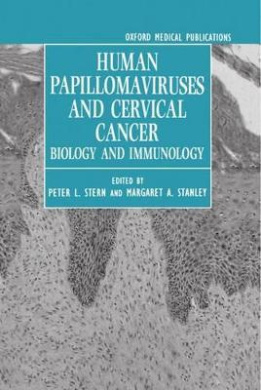 OXFORD MEDICAL PUBLICATIONS
HUMAN
PAPILLOMAVIRUSES
AND CERVICAL
CANCER
BIOLOGY AND IMMUNOLOGY
EDITED BY
PETER L. STERN AND MARGARET A. STANLEY